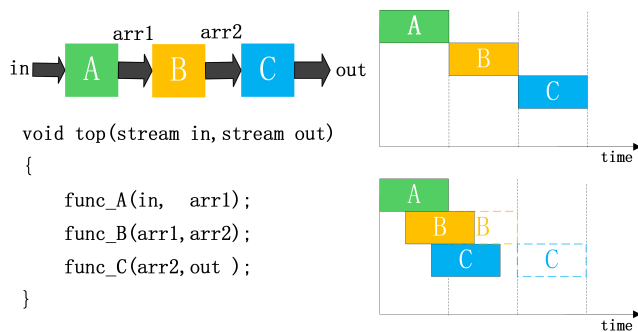 arr1 arr2
in A B C out
void top(stream in,stream out)
{
func_A(in, arr1);
func_B(arr1,arr2);
func_C(arr2,out );
}
A
B
C
time
A
B B
C C
time